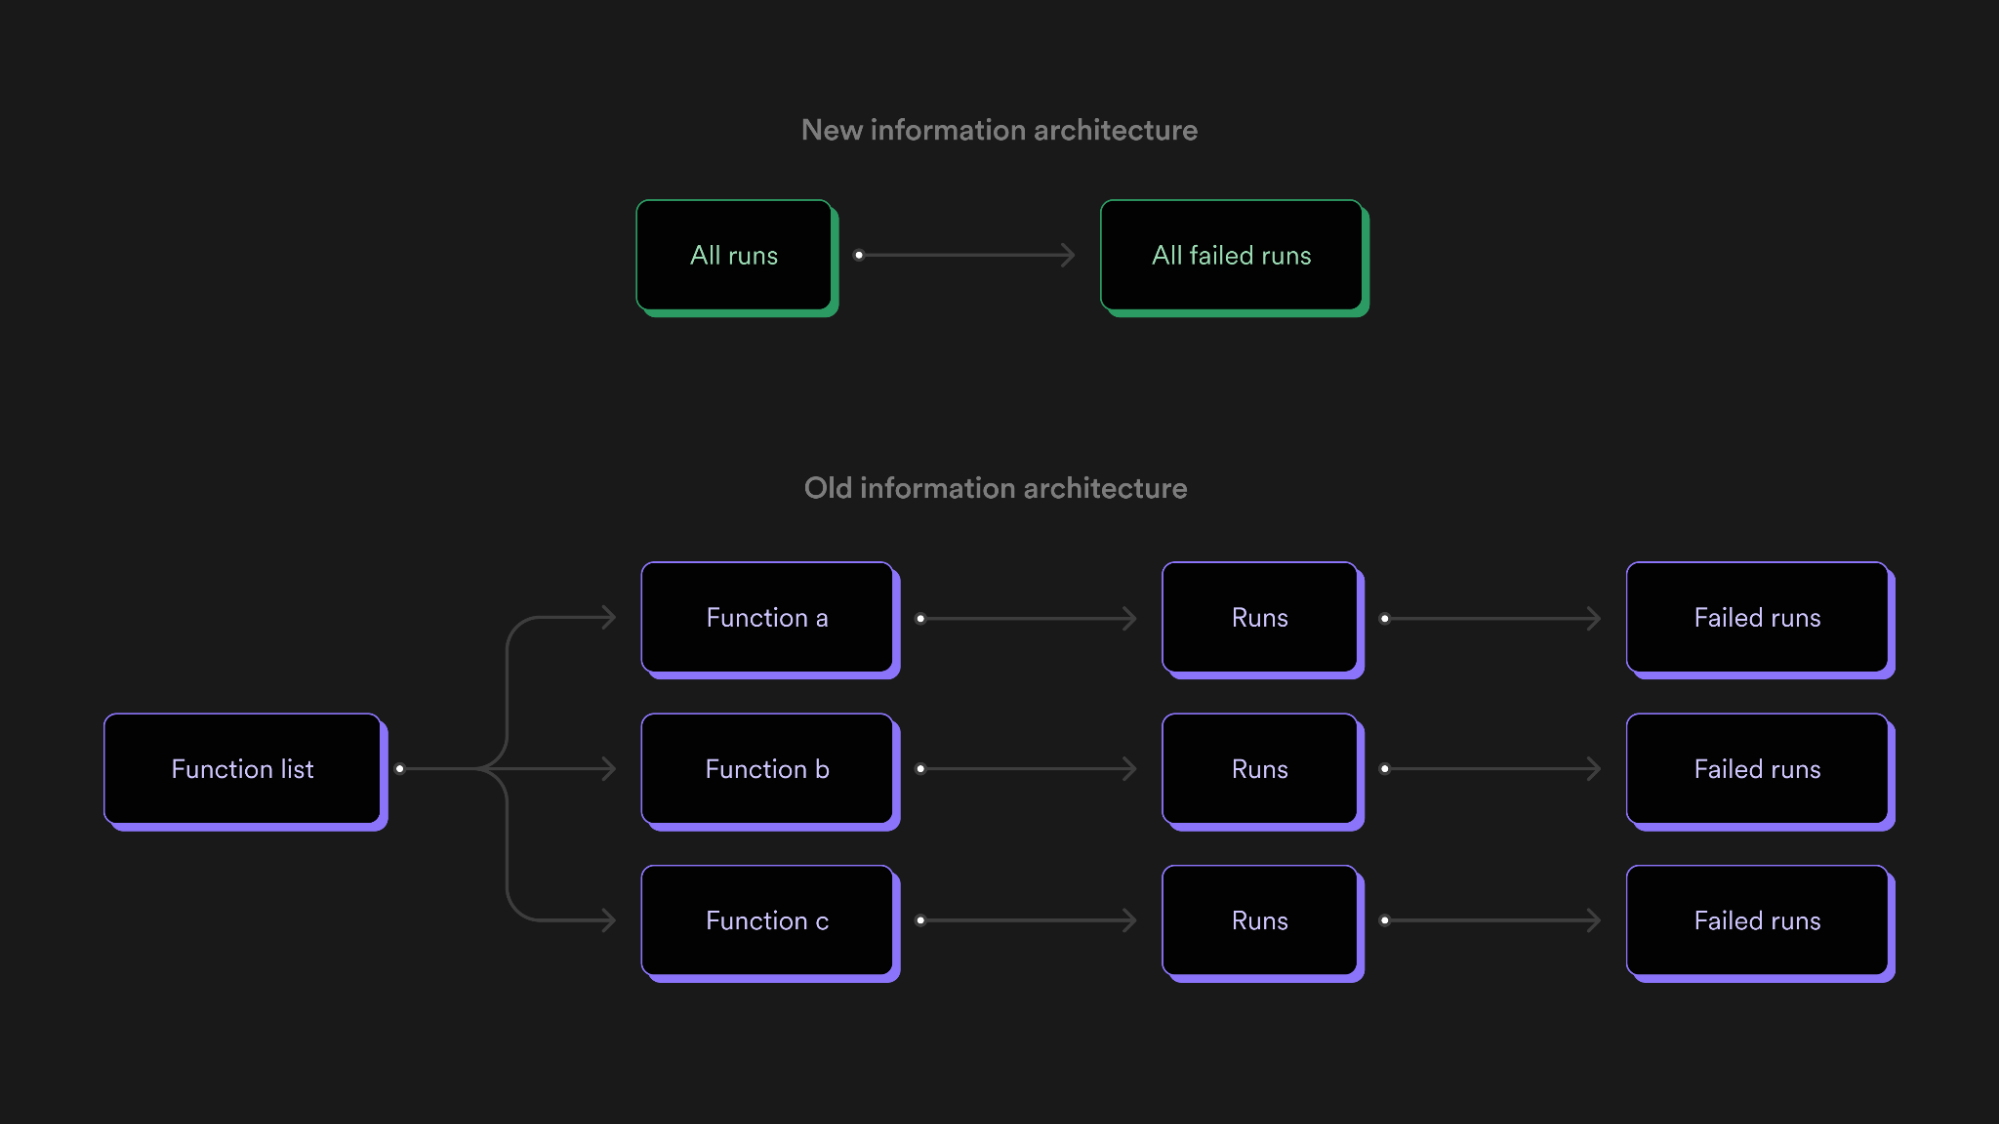 New information architecture
All runs
All failed runs
Old information architecture
Function a
Runs
Failed runs
Function list
Function b
Runs
Failed runs
Function c
Runs
Failed runs